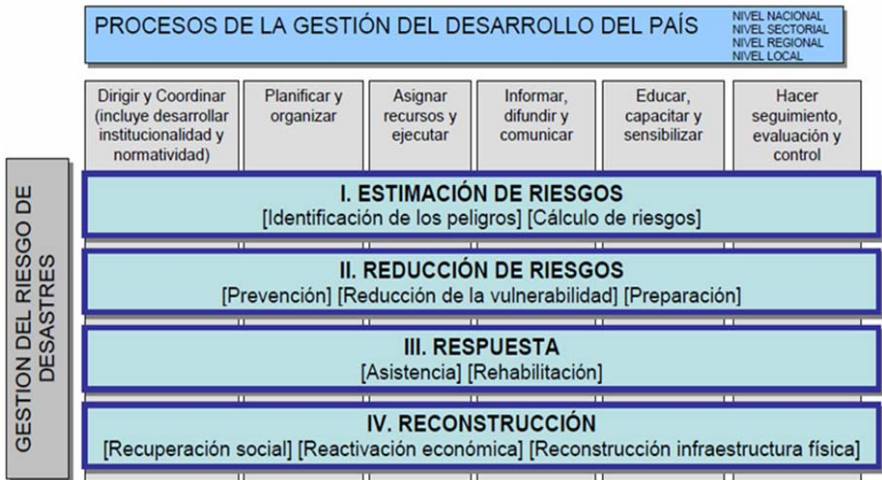 PROCESOS DE LA GESTIÓN DEL DESARROLLO DEL PAÍS
NIVEL NACIONAL
NIVEL SECTORIAL
NIVEL REGIONAL
NIVEL LOCAL
Dirigir y Coordinar
(incluye desarrollar
institucionalidad y
normatividad)
Planificar y
organizar
Asignar
recursos y
ejecutar
Informar,
difundir y
comunicar
Educar,
capacitar y
sensibilizar
Hacer
seguimiento,
evaluación y
control
GESTION DEL RIESGO DE
DESASTRES
I. ESTIMACIÓN DE RIESGOS
[Identificación de los peligros] [Cálculo de riesgos]
II. REDUCCIÓN DE RIESGOS
[Prevención] [Reducción de la vulnerabilidad] [Preparación]
III. RESPUESTA
[Asistencia] [Rehabilitación]
IV. RECONSTRUCCIÓN
[Recuperación social] [Reactivación económica] [Reconstrucción infraestructura física]